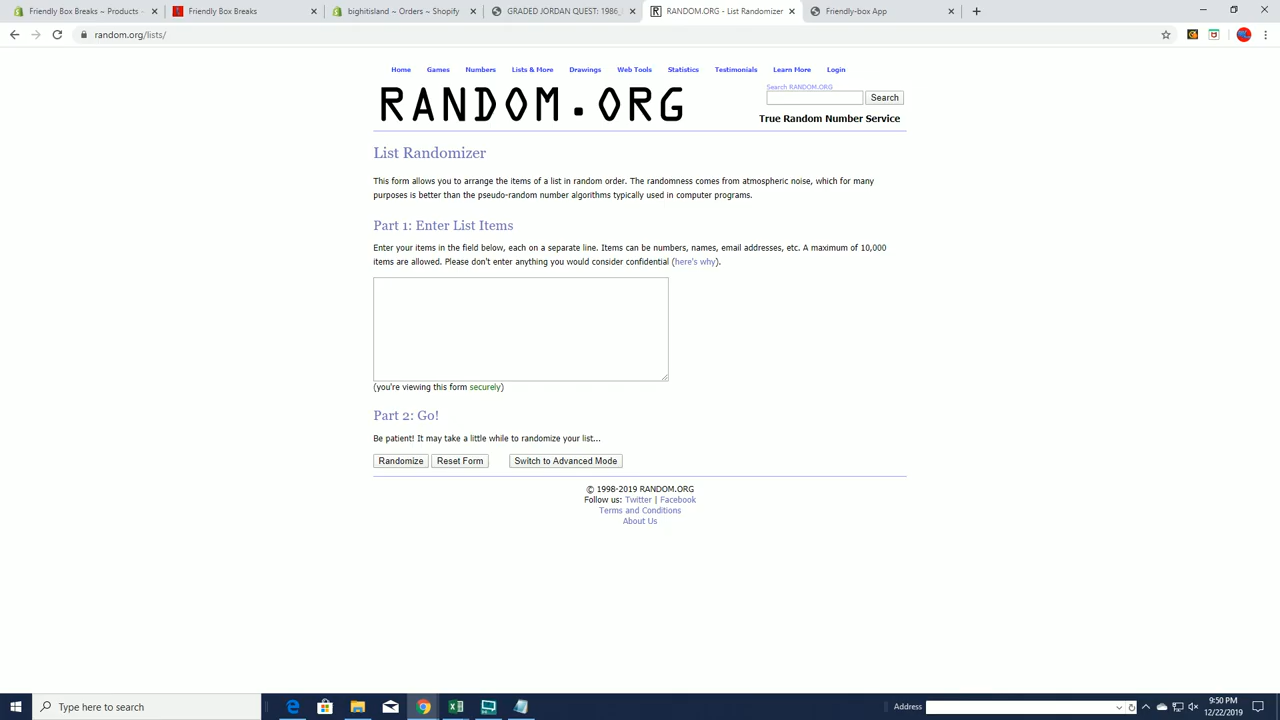 Friendly Box Breaks ~ Products ~
Friendly Box Breaks
bighitisland ~ Orders ~ Shopify
GRADED JORDAN QUEST: 1986_
RANDOM.ORG - List Randomizer
Friendly-box App
random.org/lists/
Home Games Numbers Lists & More Drawings Web Tools Statistics Testimonials Learn More Login
RANDOM.ORG
Search RANDOM.ORG
Search
True Random Number Service
List Randomizer
This form allows you to arrange the items of a list in random order. The randomness comes from atmospheric noise, which for many
purposes is better than the pseudo-random number algorithms typically used in computer programs.
Part 1: Enter List Items
Enter your items in the field below, each on a separate line. Items can be numbers, names, email addresses, etc. A maximum of 10,000
items are allowed. Please don't enter anything you would consider confidential (here's why).
(you're viewing this form securely)
Part 2: Go!
Be patient! It may take a little while to randomize your list...
Randomize Reset Form Switch to Advanced Mode
© 1998-2019 RANDOM.ORG
Follow us: Twitter | Facebook
Terms and Conditions
About Us
Type here to search
Address
9:50 PM
12/22/2019